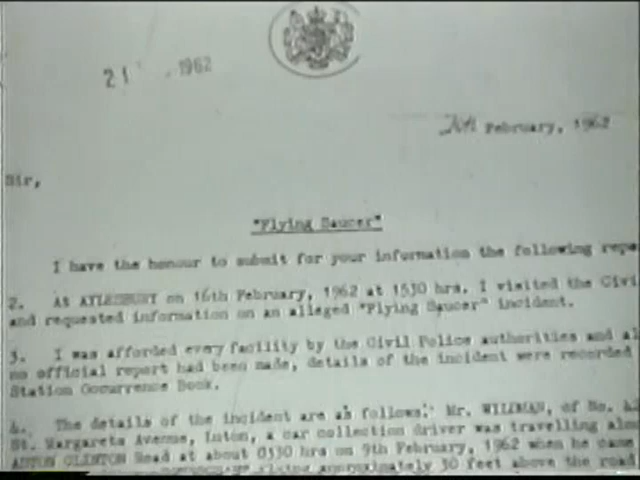 21 1962
February, 1962
Sir,
"Flying Saucer"
I have the honour to submit for your information the following
2. At AYLESBURY on 16th February, 1962 at 1530 hrs. I visited the
and requested information on an alleged "Flying Saucer" incident.
3. I was afforded every facility by the Civil Police authorities and
no official report had been made, details of the incident were recorded
Station Occurrence Book.
4. The details of the incident are as follows: Mr. WILDMAN, of No.
St. Margarets Avenue, Luton, a car collection driver was travelling
ASTON CLINTON Road at about 0330 hrs on 9th February, 1962 when he came
flying approximately 30 feet above the road